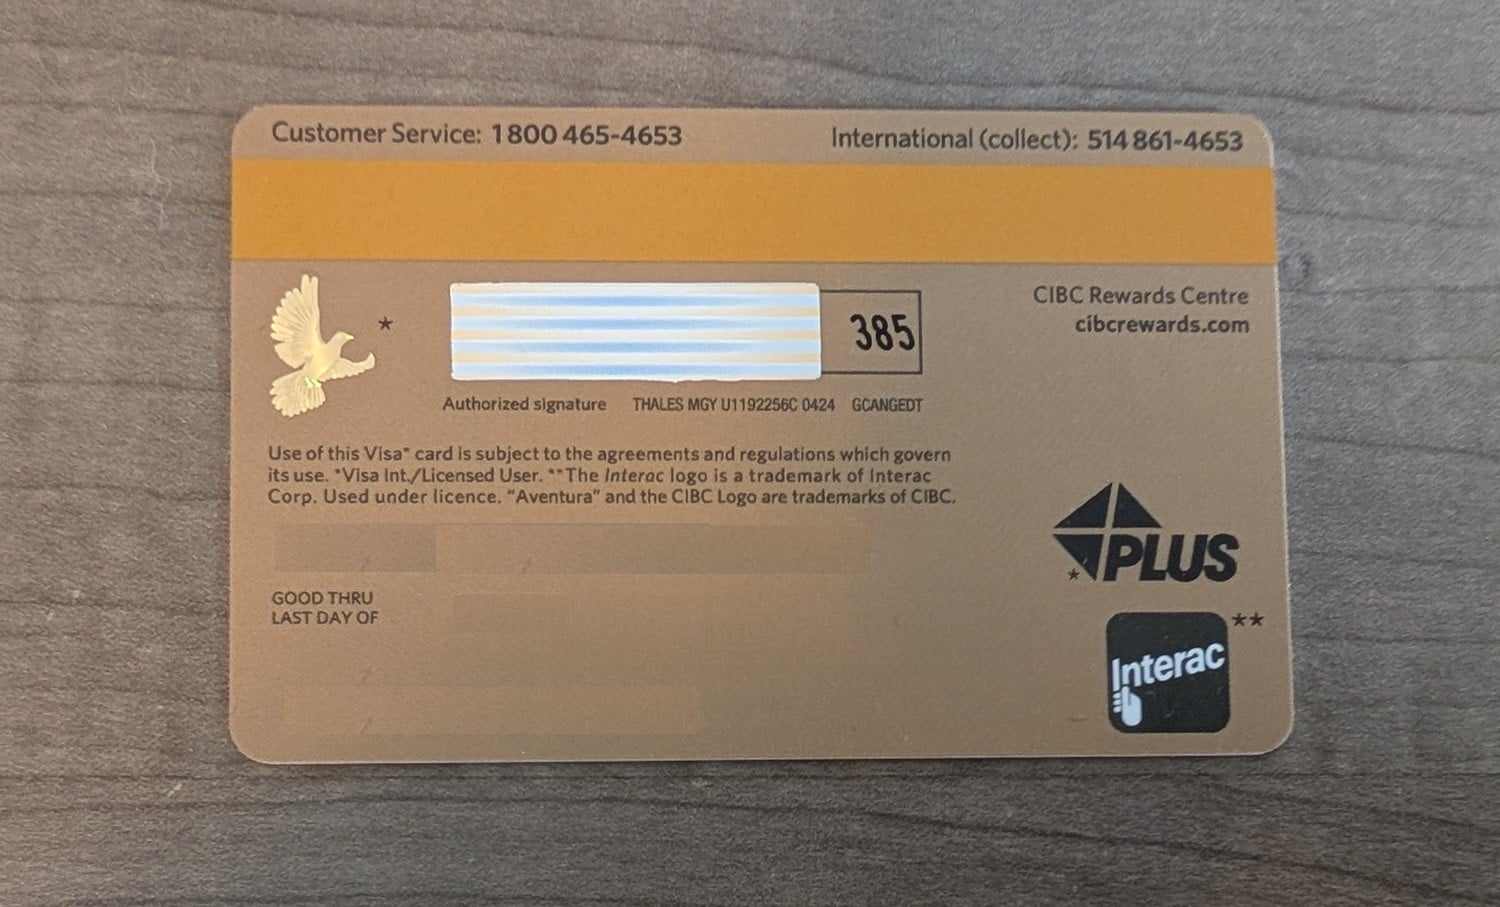 Customer Service: 1 800 465-4653
International (collect): 514 861-4653
*
385
CIBC Rewards Centre
cibcrewards.com
Authorized signature THALES MGY U1192256C 0424 GCANGEDT
Use of this Visa* card is subject to the agreements and regulations which govern
its use. *Visa Int./Licensed User. **The Interac logo is a trademark of Interac
Corp. Used under licence. "Aventura" and the CIBC Logo are trademarks of CIBC.
*PLUS
GOOD THRU
LAST DAY OF
Interac**